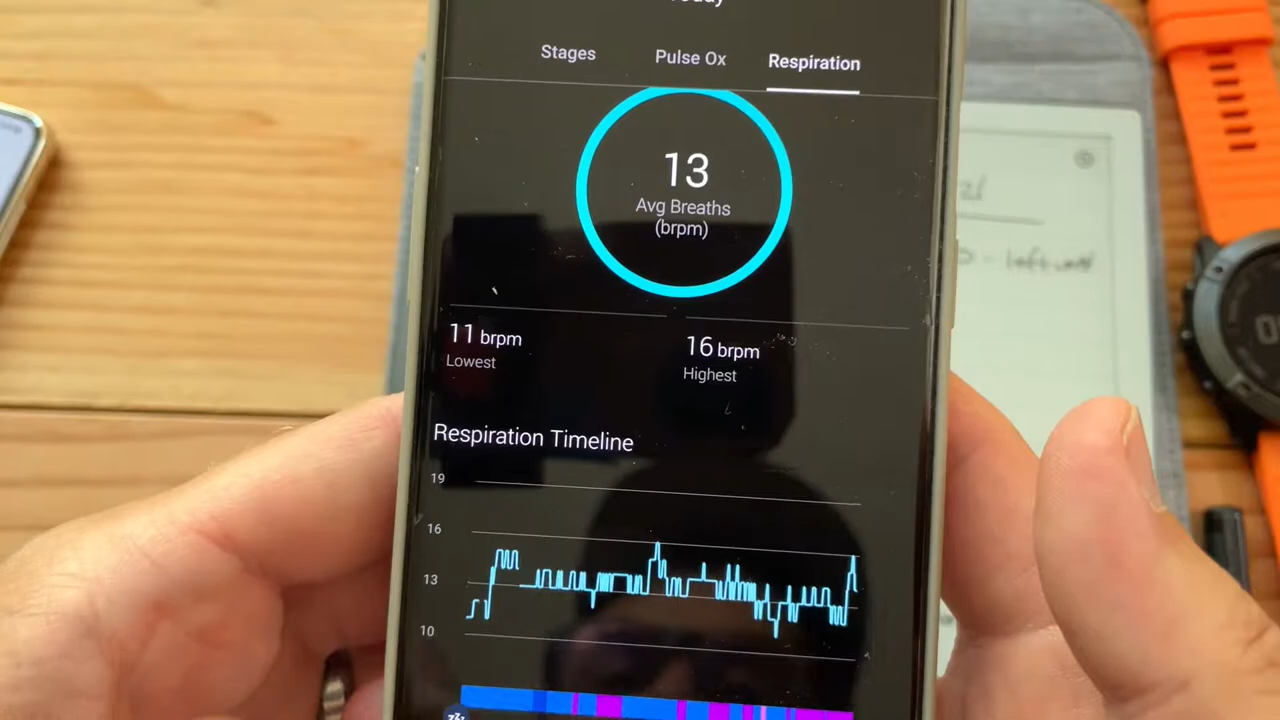 Stages Pulse Ox Respiration
13
Avg Breaths
(brpm)
11 brpm
Lowest
16 brpm
Highest
Respiration Timeline
19
16
13
10
zzz